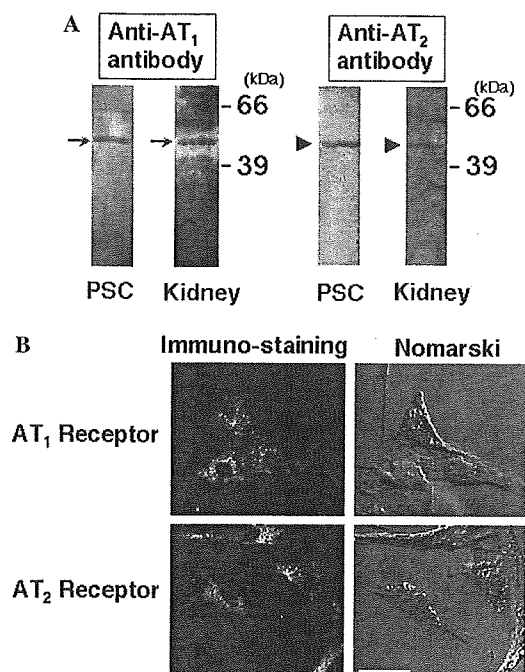 A
Anti-AT₁ antibody
Anti-AT₂ antibody
(kDa)
66
39
(kDa)
66
39
PSC
Kidney
PSC
Kidney
B
Immuno-staining
Nomarski
AT₁ Receptor
AT₂ Receptor